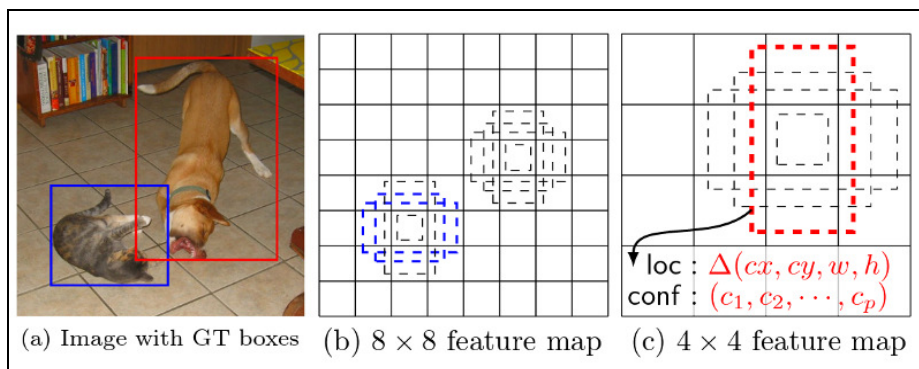 loc : Δ(cx, cy, w, h)
conf : (c₁, c₂, ⋯, cₚ)
(a) Image with GT boxes
(b) 8 × 8 feature map
(c) 4 × 4 feature map